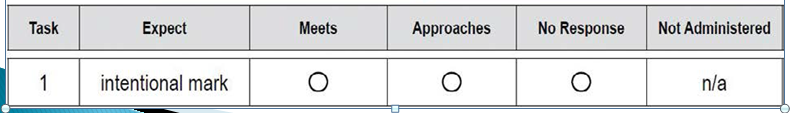 Task Expect Meets Approaches No Response Not Administered
1 intentional mark n/a